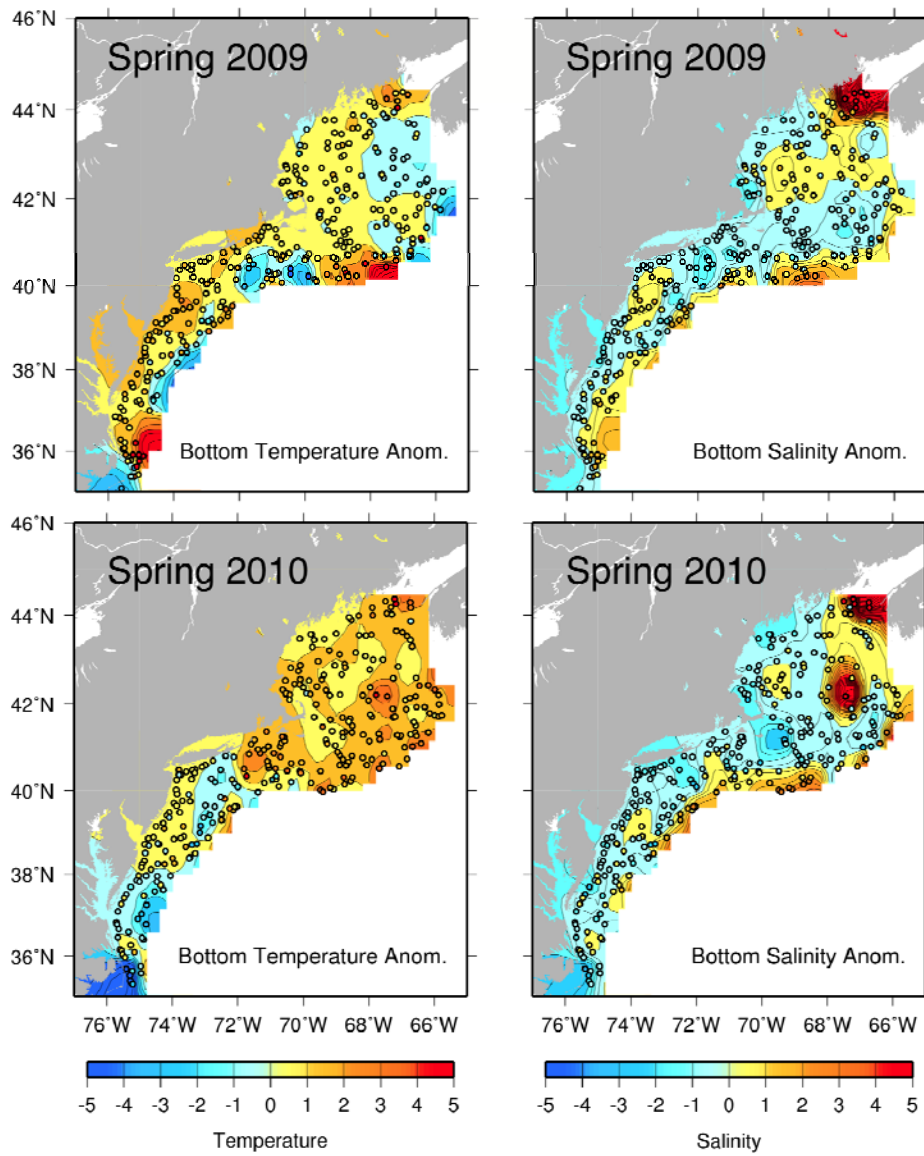 46°N
Spring 2009
Spring 2009
44°N
42°N
40°N
38°N
36°N
Bottom Temperature Anom.
Bottom Salinity Anom.
46°N
Spring 2010
Spring 2010
44°N
42°N
40°N
38°N
36°N
Bottom Temperature Anom.
Bottom Salinity Anom.
76°W 74°W 72°W 70°W 68°W 66°W
76°W 74°W 72°W 70°W 68°W 66°W
-5 -4 -3 -2 -1 0 1 2 3 4 5
-5 -4 -3 -2 -1 0 1 2 3 4 5
Temperature
Salinity